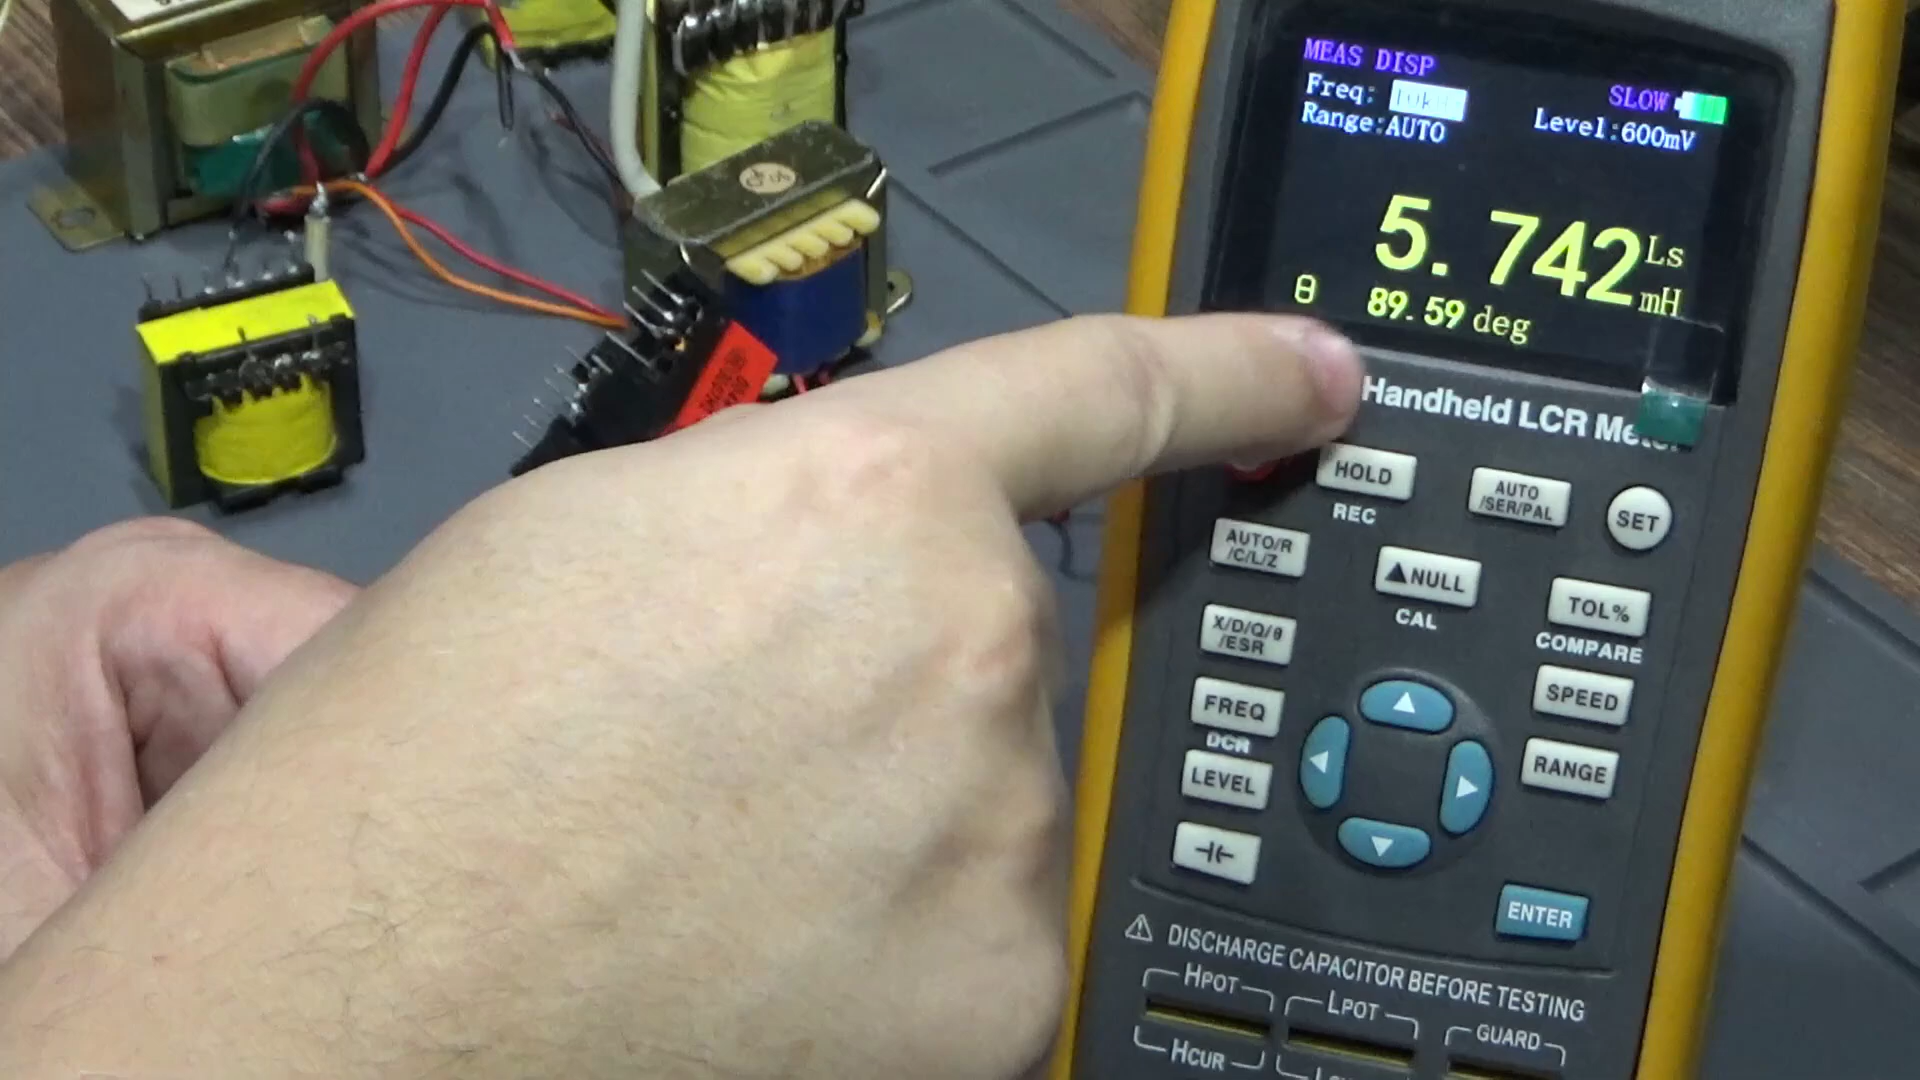 MEAS DISP
Freq: 10kHz
SLOW
Range:AUTO
Level:600mV
5.742 Ls
mH
θ 89.59 deg
Handheld LCR Meter
HOLD
REC
AUTO
/SER/PAL
SET
AUTO/R
/C/L/Z
▲NULL
CAL
TOL%
COMPARE
X/D/Q/θ
/ESR
FREQ
DCR
SPEED
LEVEL
RANGE
ENTER
DISCHARGE CAPACITOR BEFORE TESTING
HPOT
LPOT
GUARD
HCUR